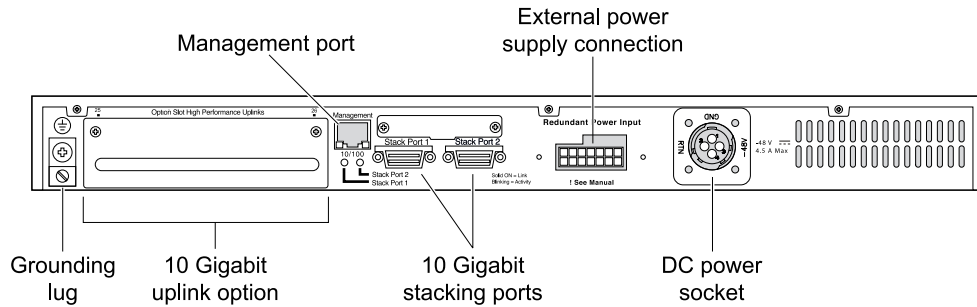 External power
supply connection
Management port
25
Option Slot High Performance Uplinks
26
Management
10/100
Stack Port 1
Stack Port 2
Stack Port 2
Stack Port 1
Solid ON = Link
Blinking = Activity
Redundant Power Input
! See Manual
GND
RTN
-48V
-48 V
4.5 A Max
Grounding
lug
10 Gigabit
uplink option
10 Gigabit
stacking ports
DC power
socket